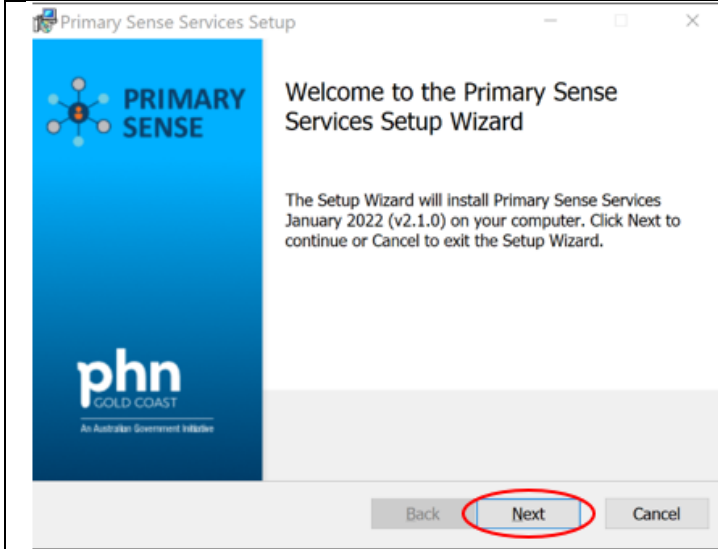 Primary Sense Services Setup
PRIMARY
SENSE
Welcome to the Primary Sense
Services Setup Wizard
The Setup Wizard will install Primary Sense Services
January 2022 (v2.1.0) on your computer. Click Next to
continue or Cancel to exit the Setup Wizard.
phn
GOLD COAST
An Australian Government Initiative
Back Next Cancel